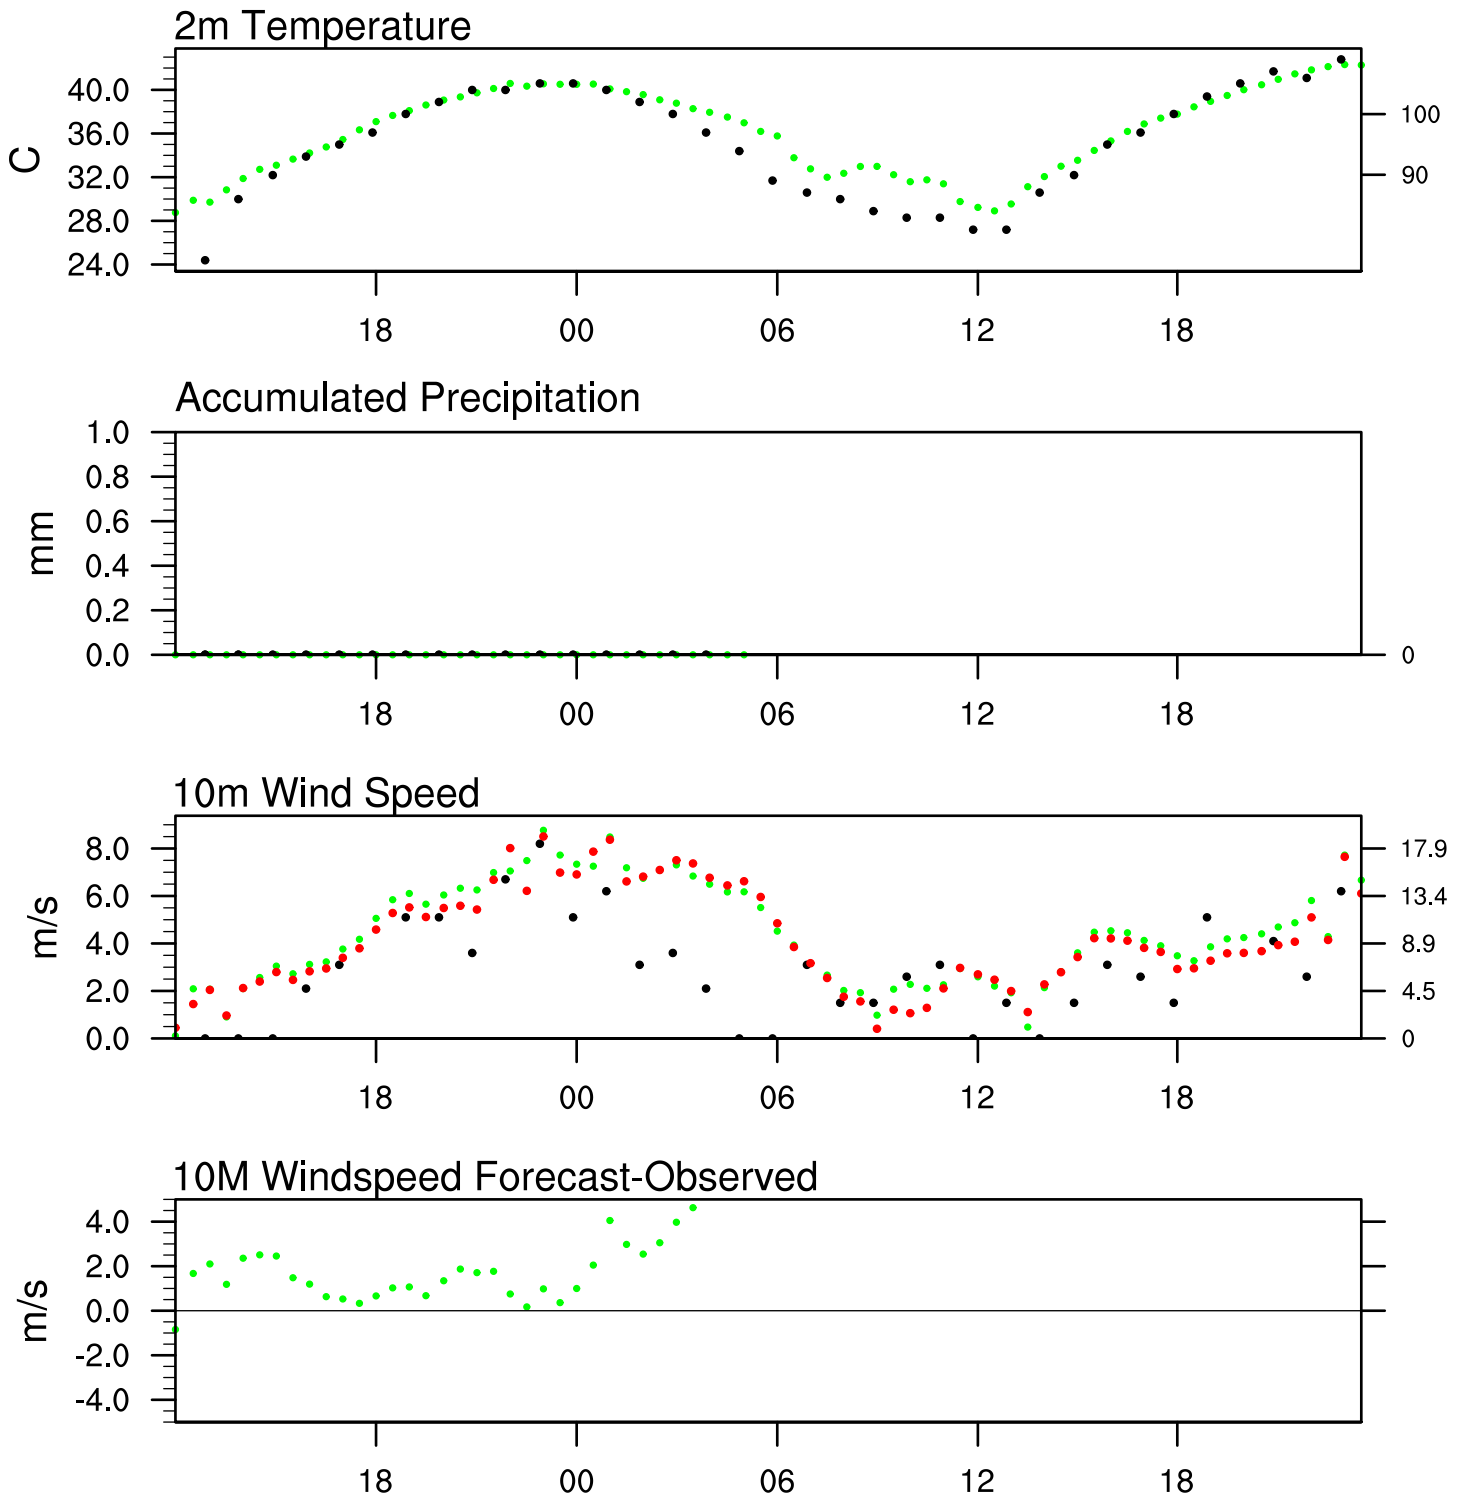 2m Temperature
40.0
36.0
32.0
28.0
24.0
C
100
90
18 00 06 12 18
Accumulated Precipitation
1.0
0.8
0.6
0.4
0.2
0.0
mm
0
18 00 06 12 18
10m Wind Speed
8.0
6.0
4.0
2.0
0.0
m/s
17.9
13.4
8.9
4.5
0
18 00 06 12 18
10M Windspeed Forecast-Observed
4.0
2.0
0.0
-2.0
-4.0
m/s
18 00 06 12 18